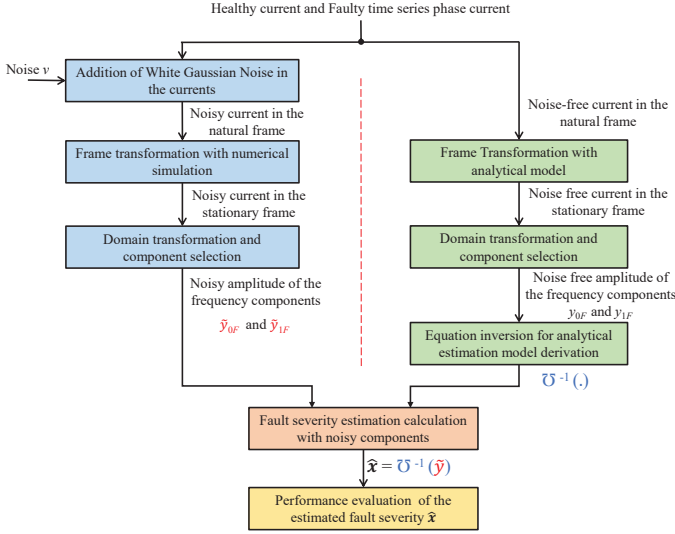 Healthy current and Faulty time series phase current
Noise v
Addition of White Gaussian Noise in
the currents
Noisy current in the
natural frame
Frame transformation with numerical
simulation
Noisy current in the
stationary frame
Domain transformation and
component selection
Noisy amplitude of the
frequency components
ỹ0F and ỹ1F
Noise-free current in the
natural frame
Frame Transformation with
analytical model
Noise free current in the
stationary frame
Domain transformation and
component selection
Noise free amplitude of
the frequency components
y0F and y1F
Equation inversion for analytical
estimation model derivation
℧ -1 (.)
Fault severity estimation calculation
with noisy components
x̂ = ℧ -1 (ỹ)
Performance evaluation of the
estimated fault severity x̂